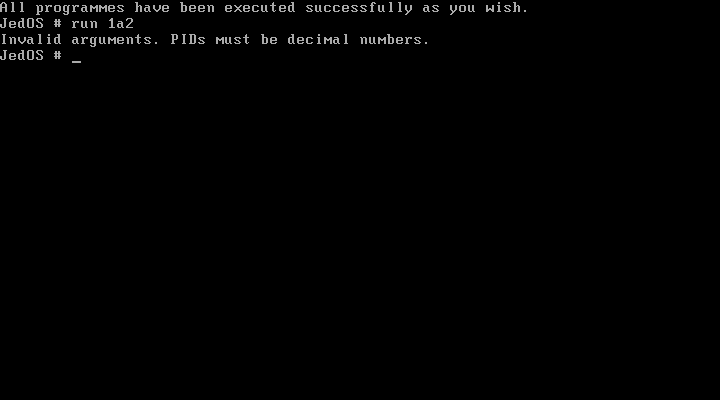 All programmes have been executed successfully as you wish.
JedOS # run 1a2
Invalid arguments. PIDs must be decimal numbers.
JedOS # _